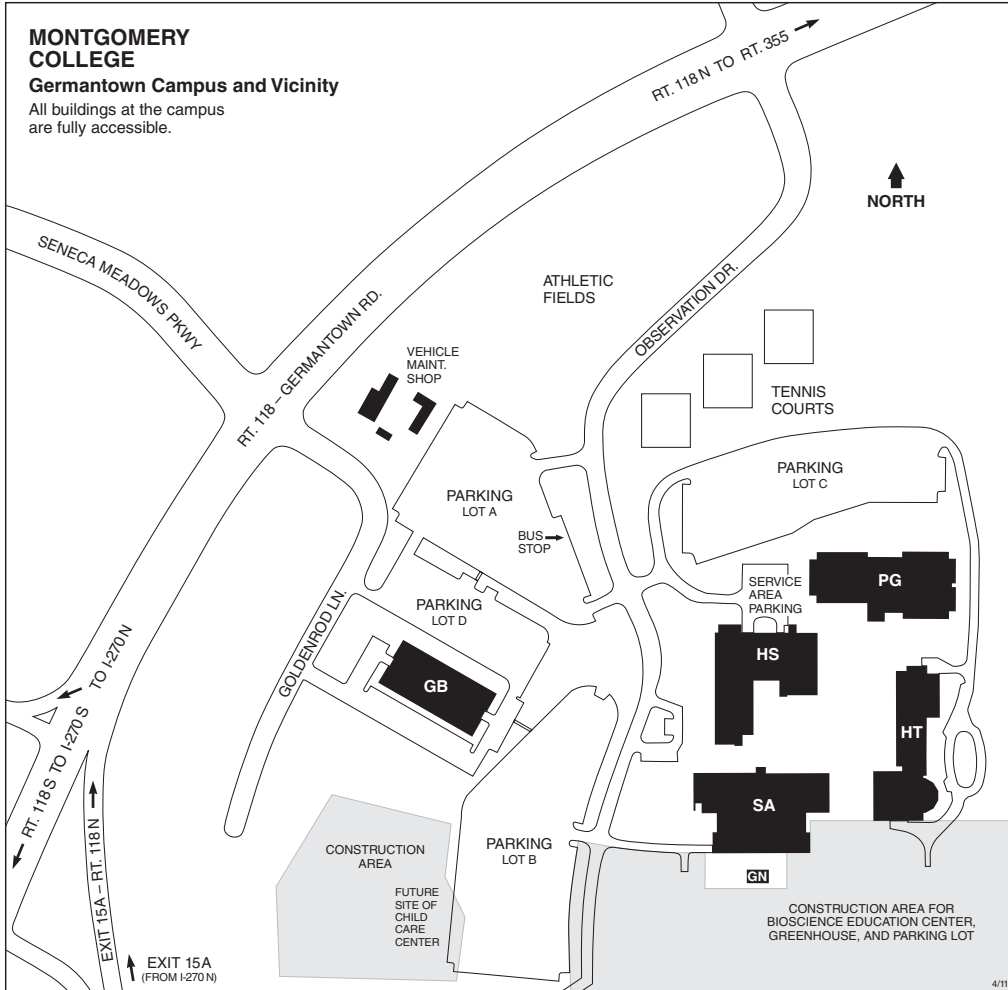 MONTGOMERY
COLLEGE
Germantown Campus and Vicinity
All buildings at the campus
are fully accessible.
RT. 118 N TO RT. 355
NORTH
SENECA MEADOWS PKWY
ATHLETIC
FIELDS
OBSERVATION DR.
RT. 118 – GERMANTOWN RD.
VEHICLE
MAINT.
SHOP
TENNIS
COURTS
PARKING
LOT C
PARKING
LOT A
BUS
STOP
SERVICE
AREA
PARKING
PG
PARKING
LOT D
GOLDENROD LN.
HS
GB
TO I-270 N
HT
RT. 118 S TO I-270 S
SA
EXIT 15A – RT. 118 N
CONSTRUCTION
AREA
PARKING
LOT B
GN
FUTURE
SITE OF
CHILD
CARE
CENTER
CONSTRUCTION AREA FOR
BIOSCIENCE EDUCATION CENTER,
GREENHOUSE, AND PARKING LOT
EXIT 15A
(FROM I-270 N)
4/11